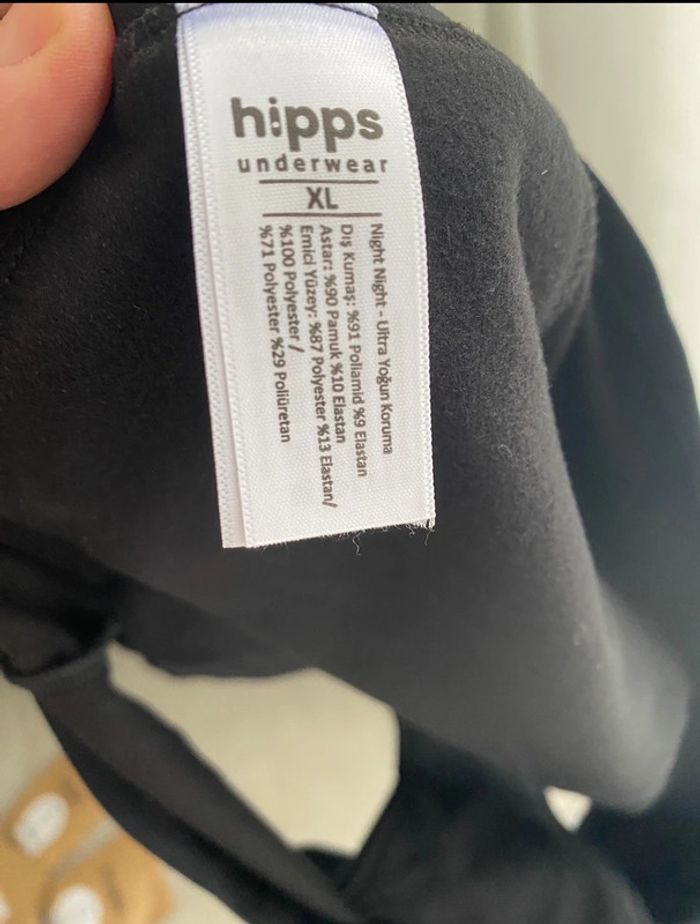 hipps
underwear
XL
Night Night - Ultra Yoğun Koruma
Dış Kumaş: %91 Poliamid %9 Elastan
Astar: %90 Pamuk %10 Elastan
Emici Yüzey: %87 Polyester %13 Elastan/
%100 Polyester /
%71 Polyester %29 Poliüretan